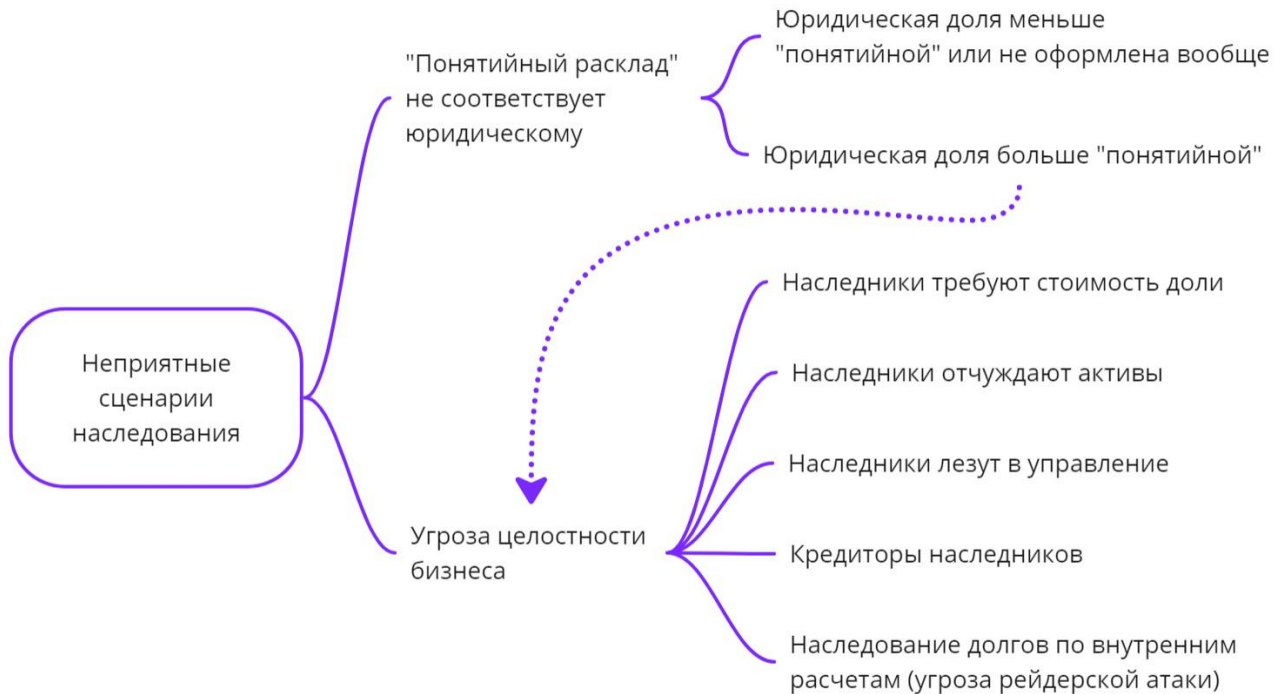 Неприятные
сценарии
наследования
"Понятийный расклад"
не соответствует
юридическому
Юридическая доля меньше
"понятийной" или не оформлена вообще
Юридическая доля больше "понятийной"
Угроза целостности
бизнеса
Наследники требуют стоимость доли
Наследники отчуждают активы
Наследники лезут в управление
Кредиторы наследников
Наследование долгов по внутренним
расчетам (угроза рейдерской атаки)